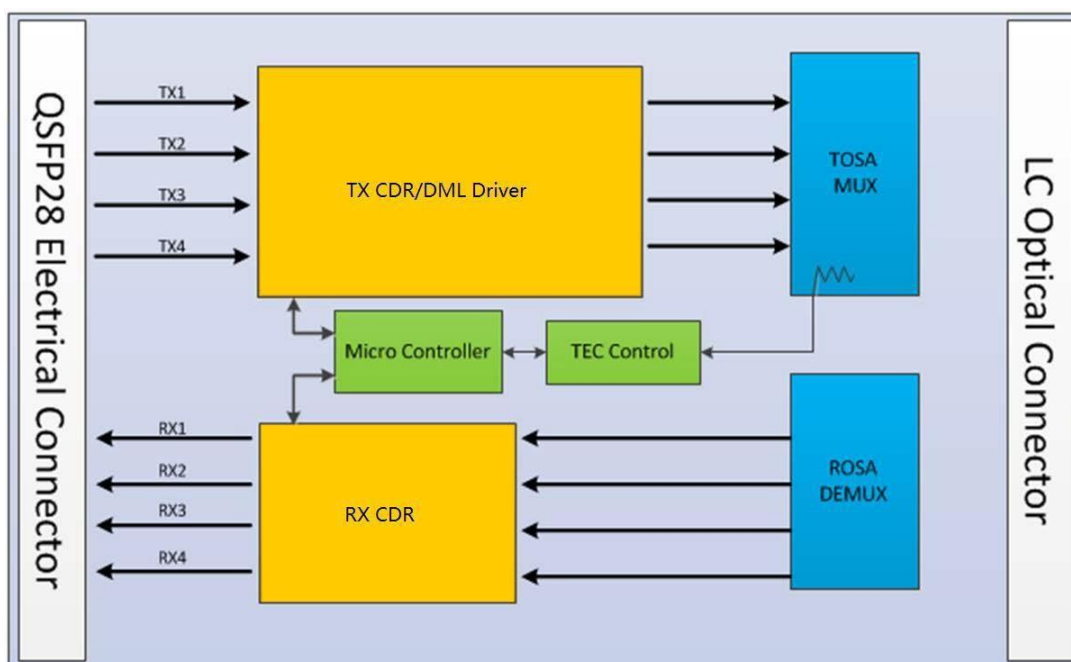 QSFP28 Electrical Connector
TX1
TX2
TX3
TX4
TX CDR/DML Driver
TOSA
MUX
Micro Controller
TEC Control
RX1
RX2
RX3
RX4
RX CDR
ROSA
DEMUX
LC Optical Connector